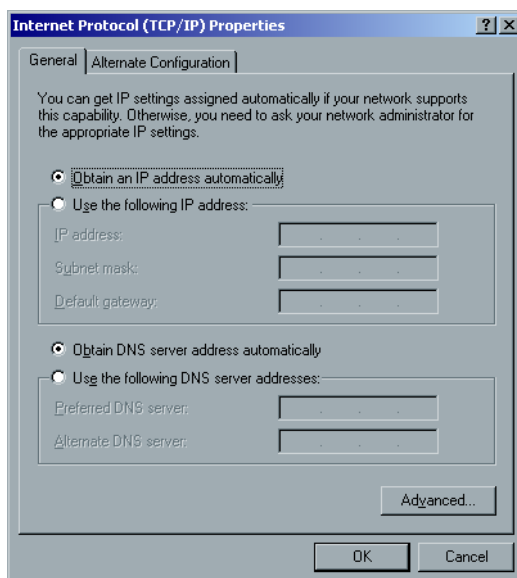 Internet Protocol (TCP/IP) Properties
General
Alternate Configuration
You can get IP settings assigned automatically if your network supports
this capability. Otherwise, you need to ask your network administrator for
the appropriate IP settings.
Obtain an IP address automatically
Use the following IP address:
IP address:
Subnet mask:
Default gateway:
Obtain DNS server address automatically
Use the following DNS server addresses:
Preferred DNS server:
Alternate DNS server:
Advanced...
OK Cancel